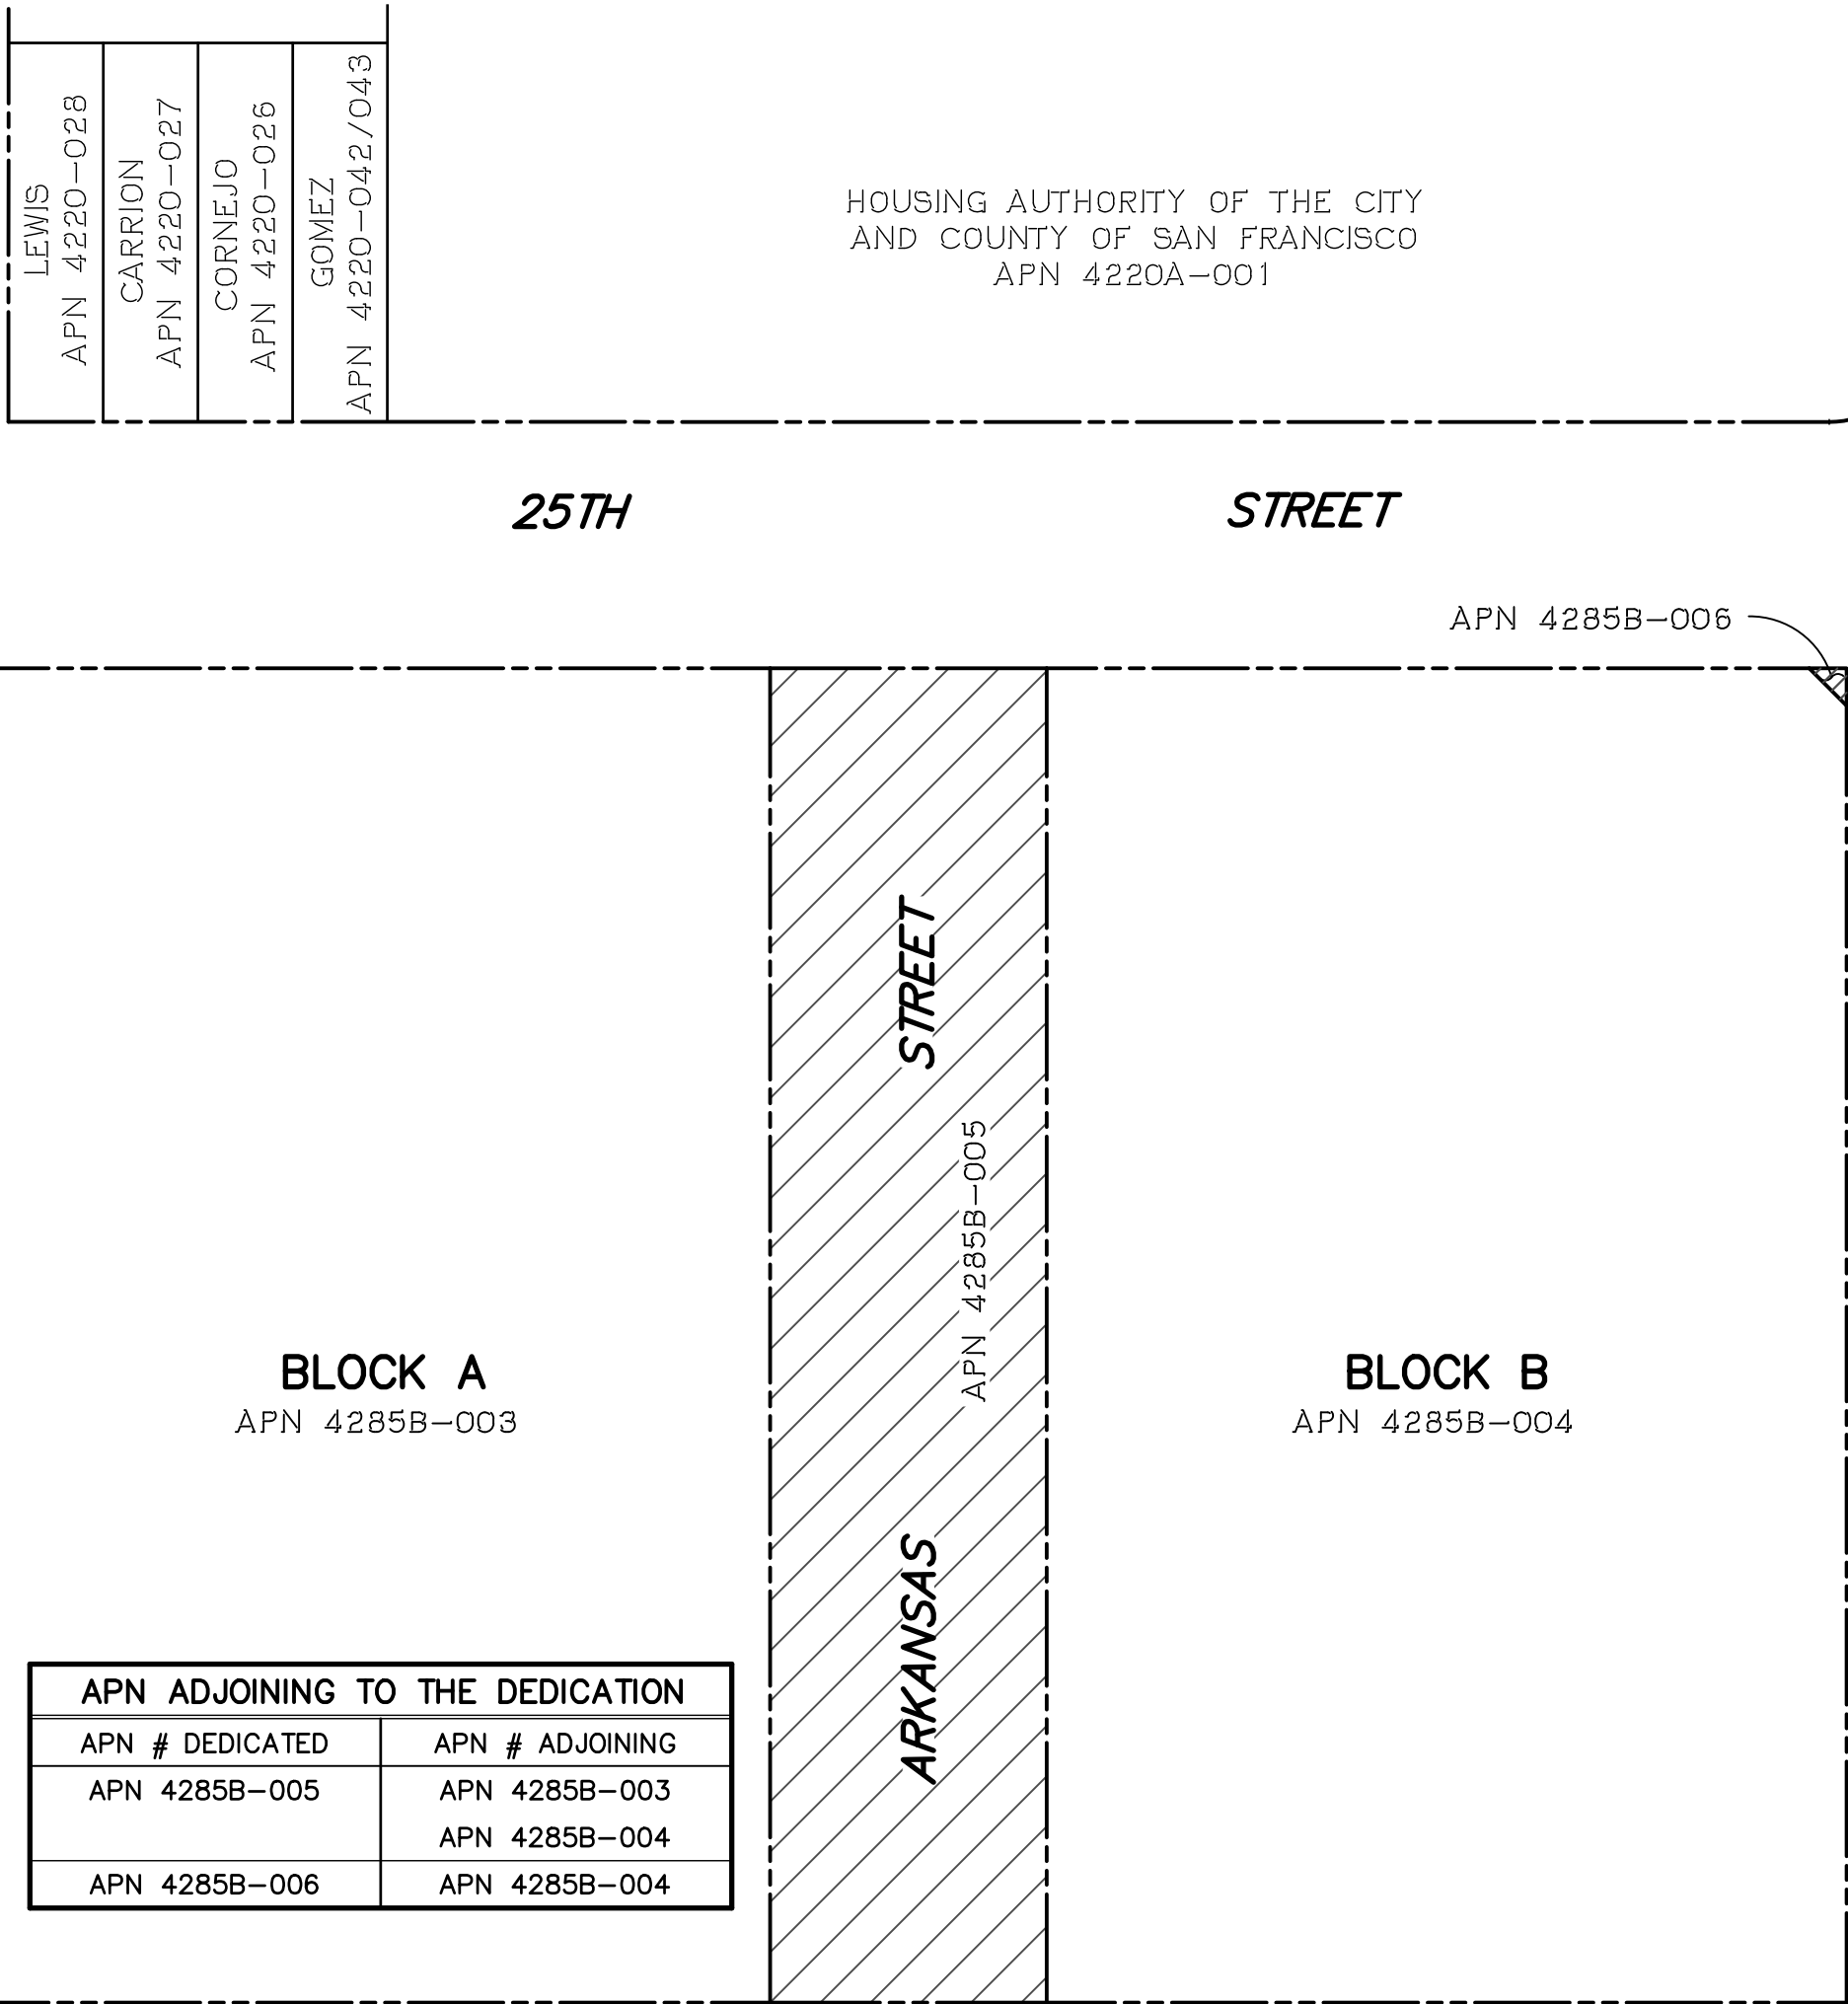 LEWIS
APN 4220-028
CARRION
APN 4220-027
CORNEJO
APN 4220-026
GOMEZ
APN 4220-042/043
HOUSING AUTHORITY OF THE CITY
AND COUNTY OF SAN FRANCISCO
APN 4220A-001
25TH STREET
APN 4285B-006
ARKANSAS STREET
APN 4285B-005
BLOCK A
APN 4285B-003
BLOCK B
APN 4285B-004
APN ADJOINING TO THE DEDICATION
APN # DEDICATED APN # ADJOINING
APN 4285B-005 APN 4285B-003
APN 4285B-004
APN 4285B-006 APN 4285B-004